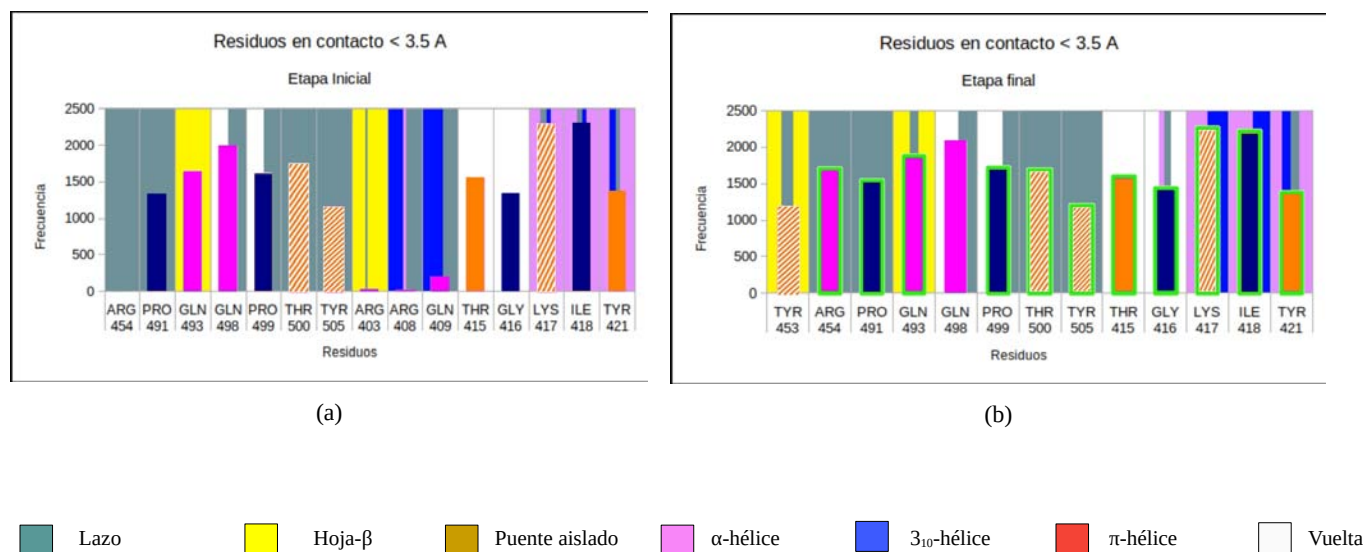 Residuos en contacto < 3.5 A
Etapa Inicial
Frecuencia
2500
2000
1500
1000
500
0
ARG PRO GLN GLN PRO THR TYR ARG ARG GLN THR GLY LYS ILE TYR
454 491 493 498 499 500 505 403 408 409 415 416 417 418 421
Residuos
(a)
Residuos en contacto < 3.5 A
Etapa final
Frecuencia
2500
2000
1500
1000
500
0
TYR ARG PRO GLN GLN PRO THR TYR THR GLY LYS ILE TYR
453 454 491 493 498 499 500 505 415 416 417 418 421
Residuos
(b)
Lazo Hoja-β Puente aislado α-hélice 3₁₀-hélice π-hélice Vuelta